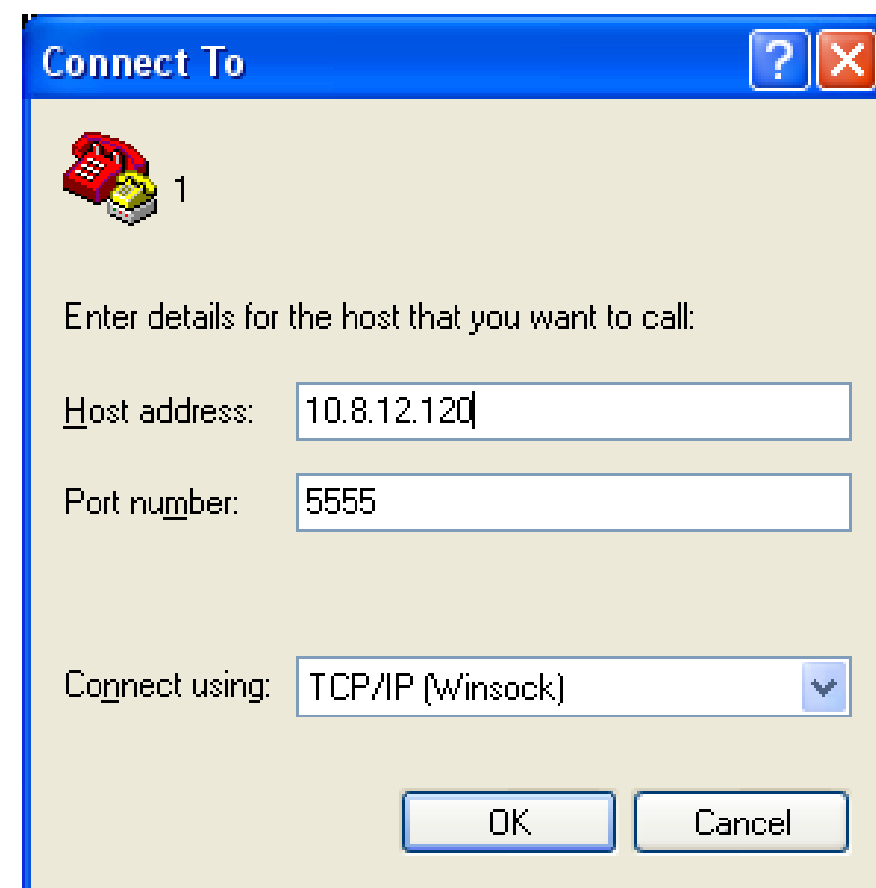 Connect To
1
Enter details for the host that you want to call:
Host address: 10.8.12.120
Port number: 5555
Connect using: TCP/IP (Winsock)
OK Cancel